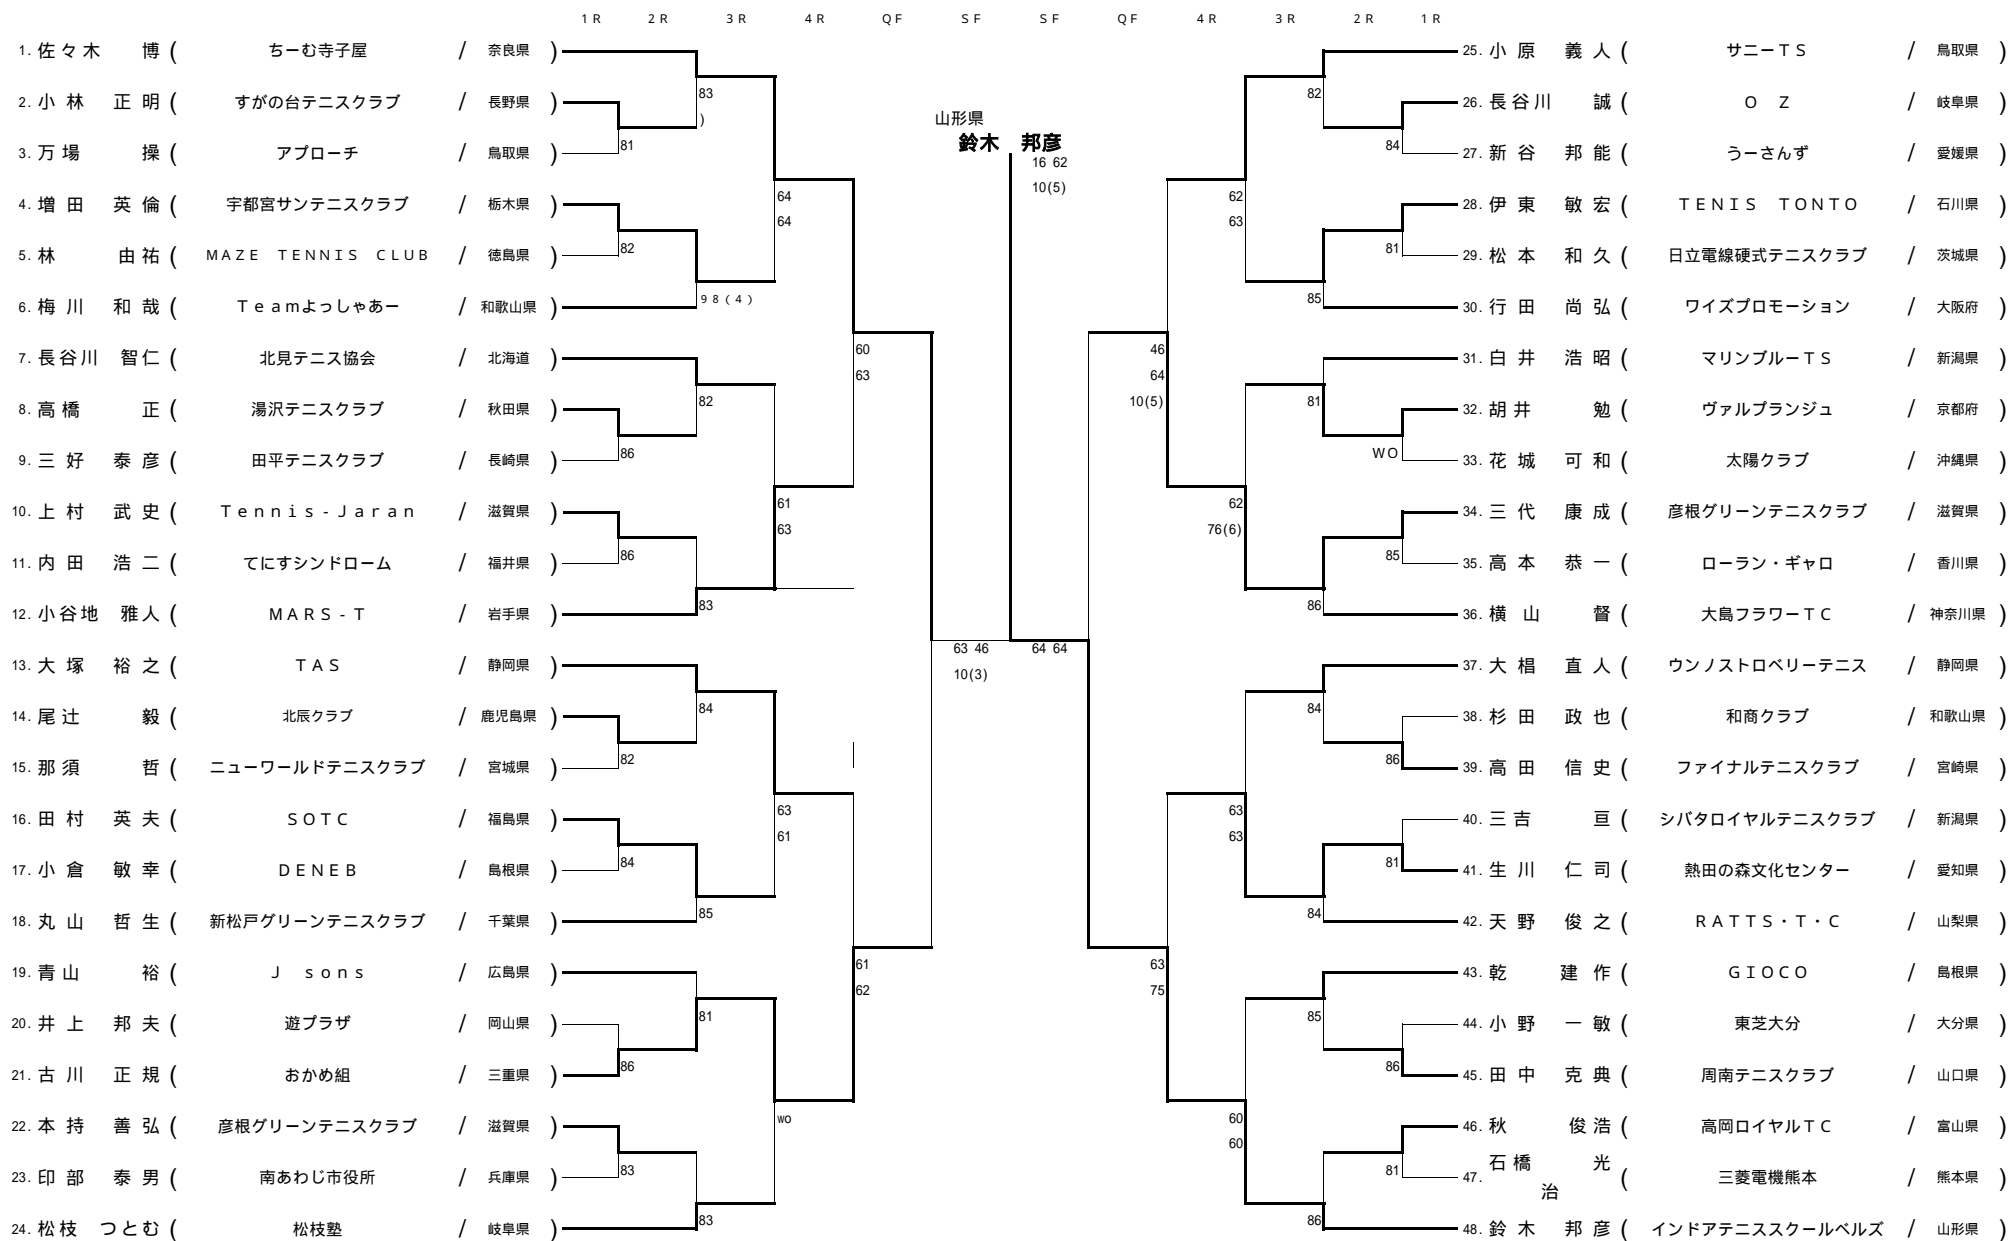 1R 2R 3R 4R QF SF SF QF 4R 3R 2R 1R
1. 佐々木 博 ( ちーむ寺子屋 / 奈良県 )
83
2. 小林 正明 ( すがの台テニスクラブ / 長野県 )
)
81
3. 万場 操 ( アプローチ / 鳥取県 )
64
64
4. 増田 英倫 ( 宇都宮サンテニスクラブ / 栃木県 )
82
5. 林 由祐 ( MAZE TENNIS CLUB / 徳島県 )
98(4)
6. 梅川 和哉 ( Teamよっしゃあー / 和歌山県 )
60
63
7. 長谷川 智仁 ( 北見テニス協会 / 北海道 )
82
8. 高橋 正 ( 湯沢テニスクラブ / 秋田県 )
86
9. 三好 泰彦 ( 田平テニスクラブ / 長崎県 )
61
63
10. 上村 武史 ( Tennis-Jaran / 滋賀県 )
86
11. 内田 浩二 ( てにすシンドローム / 福井県 )
83
12. 小谷地 雅人 ( MARS-T / 岩手県 )
63 46
10(3)
13. 大塚 裕之 ( TAS / 静岡県 )
84
14. 尾辻 毅 ( 北辰クラブ / 鹿児島県 )
82
15. 那須 哲 ( ニューワールドテニスクラブ / 宮城県 )
63
61
16. 田村 英夫 ( SOTC / 福島県 )
84
17. 小倉 敏幸 ( DENEB / 島根県 )
85
18. 丸山 哲生 ( 新松戸グリーンテニスクラブ / 千葉県 )
61
62
19. 青山 裕 ( J sons / 広島県 )
81
20. 井上 邦夫 ( 遊プラザ / 岡山県 )
86
21. 古川 正規 ( おかめ組 / 三重県 )
wo
22. 本持 善弘 ( 彦根グリーンテニスクラブ / 滋賀県 )
83
23. 印部 泰男 ( 南あわじ市役所 / 兵庫県 )
83
24. 松枝 つとむ ( 松枝塾 / 岐阜県 )
山形県
鈴木 邦彦
16 62
10(5)
64 64
25. 小原 義人 ( サニーTS / 鳥取県 )
82
26. 長谷川 誠 ( O Z / 岐阜県 )
84
27. 新谷 邦能 ( うーさんず / 愛媛県 )
62
63
28. 伊東 敏宏 ( TENIS TONTO / 石川県 )
81
29. 松本 和久 ( 日立電線硬式テニスクラブ / 茨城県 )
85
30. 行田 尚弘 ( ワイズプロモーション / 大阪府 )
46
64
10(5)
31. 白井 浩昭 ( マリンブルーTS / 新潟県 )
81
32. 胡井 勉 ( ヴァルブランジュ / 京都府 )
WO
33. 花城 可和 ( 太陽クラブ / 沖縄県 )
62
76(6)
34. 三代 康成 ( 彦根グリーンテニスクラブ / 滋賀県 )
85
35. 高本 恭一 ( ローラン・ギャロ / 香川県 )
86
36. 横山 督 ( 大島フラワーTC / 神奈川県 )
37. 大椙 直人 ( ウンノストロベリーテニス / 静岡県 )
84
38. 杉田 政也 ( 和商クラブ / 和歌山県 )
86
39. 高田 信史 ( ファイナルテニスクラブ / 宮崎県 )
63
63
40. 三吉 亘 ( シバタロイヤルテニスクラブ / 新潟県 )
81
41. 生川 仁司 ( 熱田の森文化センター / 愛知県 )
84
42. 天野 俊之 ( RATTS・T・C / 山梨県 )
63
75
43. 乾 建作 ( GIOCO / 島根県 )
85
44. 小野 一敏 ( 東芝大分 / 大分県 )
86
45. 田中 克典 ( 周南テニスクラブ / 山口県 )
60
60
46. 秋 俊浩 ( 高岡ロイヤルTC / 富山県 )
81
47. 石橋 光治 ( 三菱電機熊本 / 熊本県 )
86
48. 鈴木 邦彦 ( インドアテニススクールベルズ / 山形県 )